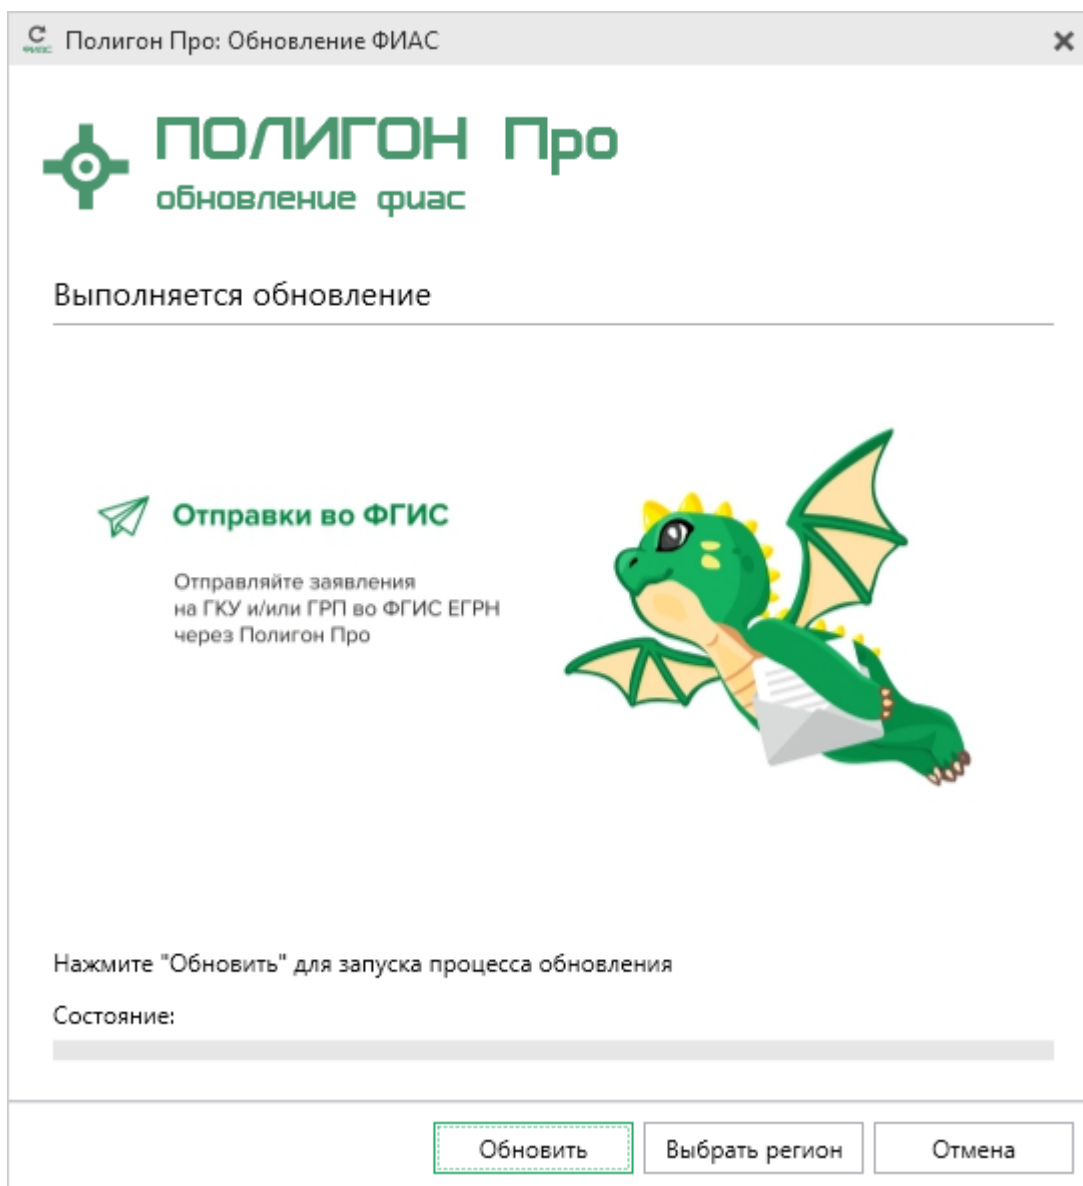 ФИАС
Полигон Про: Обновление ФИАС
ПОЛИГОН Про
обновление фиас
Выполняется обновление
Отправки во ФГИС
Отправляйте заявления
на ГКУ и/или ГРП во ФГИС ЕГРН
через Полигон Про
Нажмите "Обновить" для запуска процесса обновления
Состояние:
Обновить
Выбрать регион
Отмена